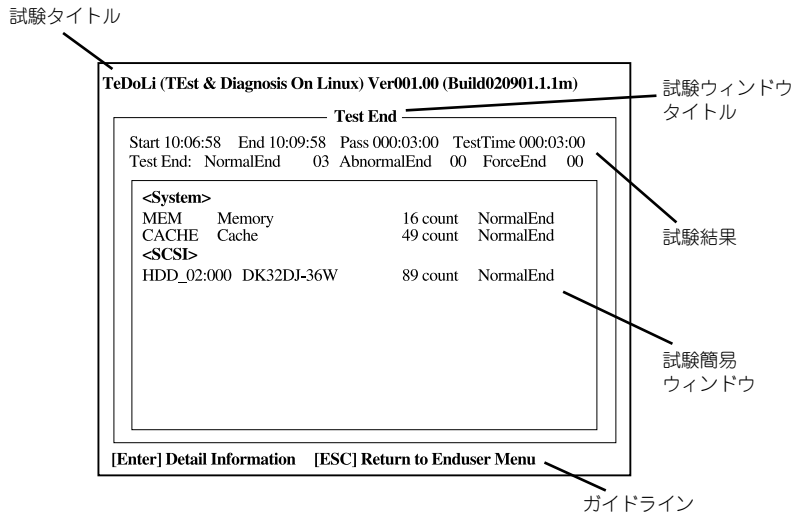 試験タイトル
TeDoLi (TEst & Diagnosis On Linux) Ver001.00 (Build020901.1.1m)
試験ウィンドウ
タイトル
Test End
Start 10:06:58 End 10:09:58 Pass 000:03:00 TestTime 000:03:00
Test End: NormalEnd 03 AbnormalEnd 00 ForceEnd 00
試験結果
<System>
MEM Memory 16 count NormalEnd
CACHE Cache 49 count NormalEnd
<SCSI>
HDD_02:000 DK32DJ-36W 89 count NormalEnd
試験簡易
ウィンドウ
[Enter] Detail Information [ESC] Return to Enduser Menu
ガイドライン